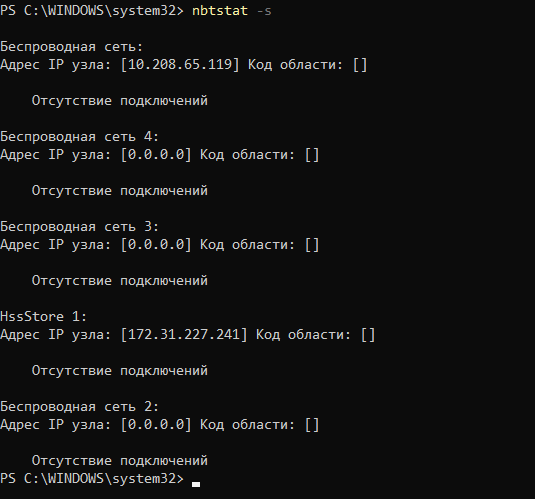 PS C:\WINDOWS\system32> nbtstat -s
Беспроводная сеть:
Адрес IP узла: [10.208.65.119] Код области: []
Отсутствие подключений
Беспроводная сеть 4:
Адрес IP узла: [0.0.0.0] Код области: []
Отсутствие подключений
Беспроводная сеть 3:
Адрес IP узла: [0.0.0.0] Код области: []
Отсутствие подключений
HssStore 1:
Адрес IP узла: [172.31.227.241] Код области: []
Отсутствие подключений
Беспроводная сеть 2:
Адрес IP узла: [0.0.0.0] Код области: []
Отсутствие подключений
PS C:\WINDOWS\system32>